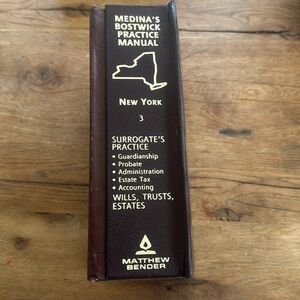 MEDINA'S
BOSTWICK
PRACTICE
MANUAL
NEW YORK
3
SURROGATE'S
PRACTICE
• Guardianship
• Probate
• Administration
• Estate Tax
• Accounting
WILLS, TRUSTS,
ESTATES
MATTHEW
BENDER